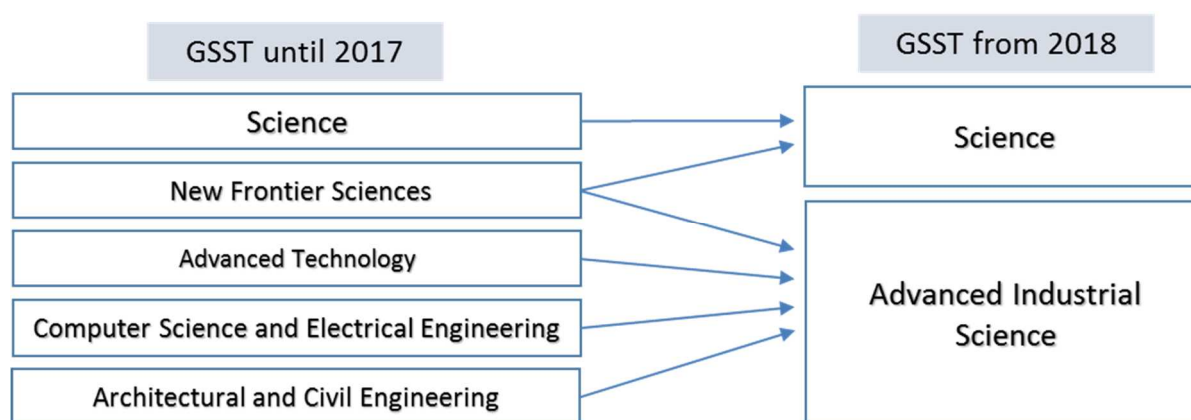 GSST until 2017
Science
New Frontier Sciences
Advanced Technology
Computer Science and Electrical Engineering
Architectural and Civil Engineering
GSST from 2018
Science
Advanced Industrial
Science